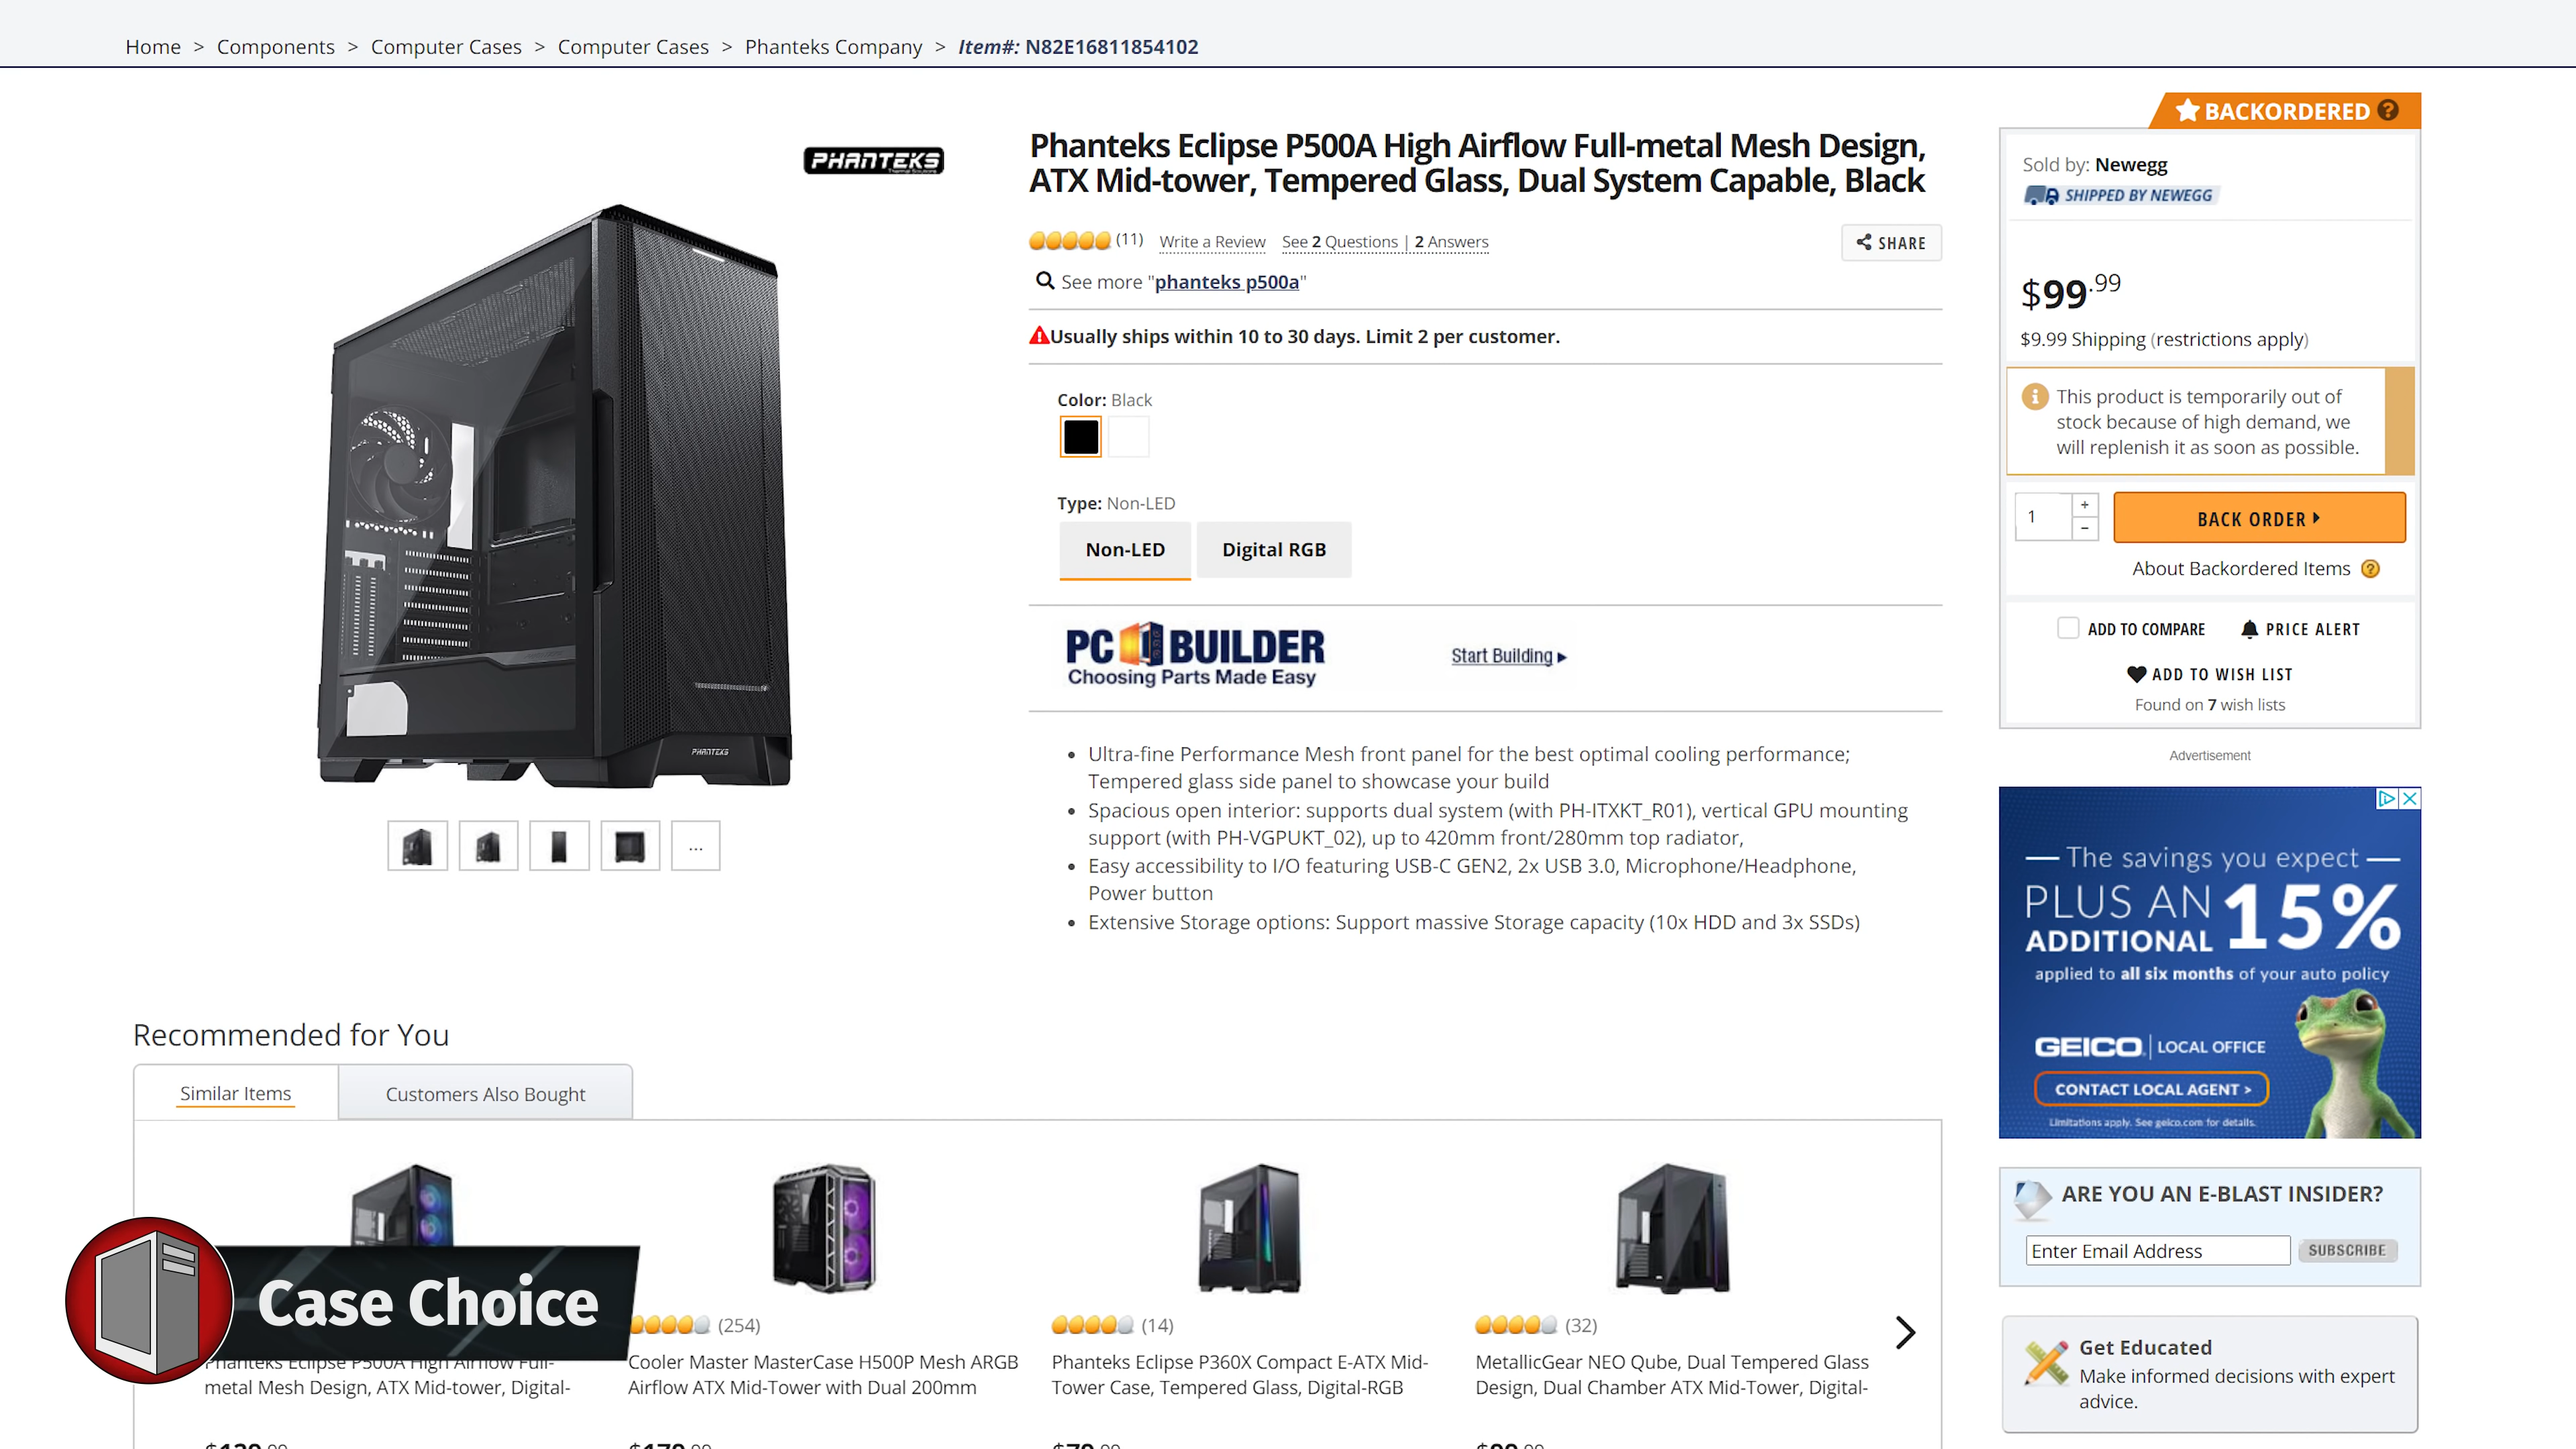 Home > Components > Computer Cases > Computer Cases > Phanteks Company > Item#: N82E16811854102
BACKORDERED ?
PHANTEKS
Phanteks Eclipse P500A High Airflow Full-metal Mesh Design,
ATX Mid-tower, Tempered Glass, Dual System Capable, Black
(11) Write a Review See 2 Questions | 2 Answers
SHARE
See more "phanteks p500a"
Usually ships within 10 to 30 days. Limit 2 per customer.
Color: Black
Type: Non-LED
Non-LED Digital RGB
PC BUILDER
Choosing Parts Made Easy
Start Building
PHANTEKS
...
Ultra-fine Performance Mesh front panel for the best optimal cooling performance;
Tempered glass side panel to showcase your build
Spacious open interior: supports dual system (with PH-ITXKT_R01), vertical GPU mounting
support (with PH-VGPUKT_02), up to 420mm front/280mm top radiator,
Easy accessibility to I/O featuring USB-C GEN2, 2x USB 3.0, Microphone/Headphone,
Power button
Extensive Storage options: Support massive Storage capacity (10x HDD and 3x SSDs)
Sold by: Newegg
SHIPPED BY NEWEGG
$99.99
$9.99 Shipping (restrictions apply)
This product is temporarily out of
stock because of high demand, we
will replenish it as soon as possible.
1 + -
BACK ORDER
About Backordered Items ?
ADD TO COMPARE PRICE ALERT
ADD TO WISH LIST
Found on 7 wish lists
Advertisement
The savings you expect
PLUS AN
ADDITIONAL 15%
applied to all six months of your auto policy
GEICO | LOCAL OFFICE
CONTACT LOCAL AGENT >
Limitations apply. See geico.com for details.
ARE YOU AN E-BLAST INSIDER?
Enter Email Address SUBSCRIBE
Get Educated
Make informed decisions with expert
advice.
Recommended for You
Similar Items Customers Also Bought
Case Choice
Phanteks Eclipse P500A High Airflow Full-
metal Mesh Design, ATX Mid-tower, Digital-
(254)
Cooler Master MasterCase H500P Mesh ARGB
Airflow ATX Mid-Tower with Dual 200mm
(14)
Phanteks Eclipse P360X Compact E-ATX Mid-
Tower Case, Tempered Glass, Digital-RGB
(32)
MetallicGear NEO Qube, Dual Tempered Glass
Design, Dual Chamber ATX Mid-Tower, Digital-